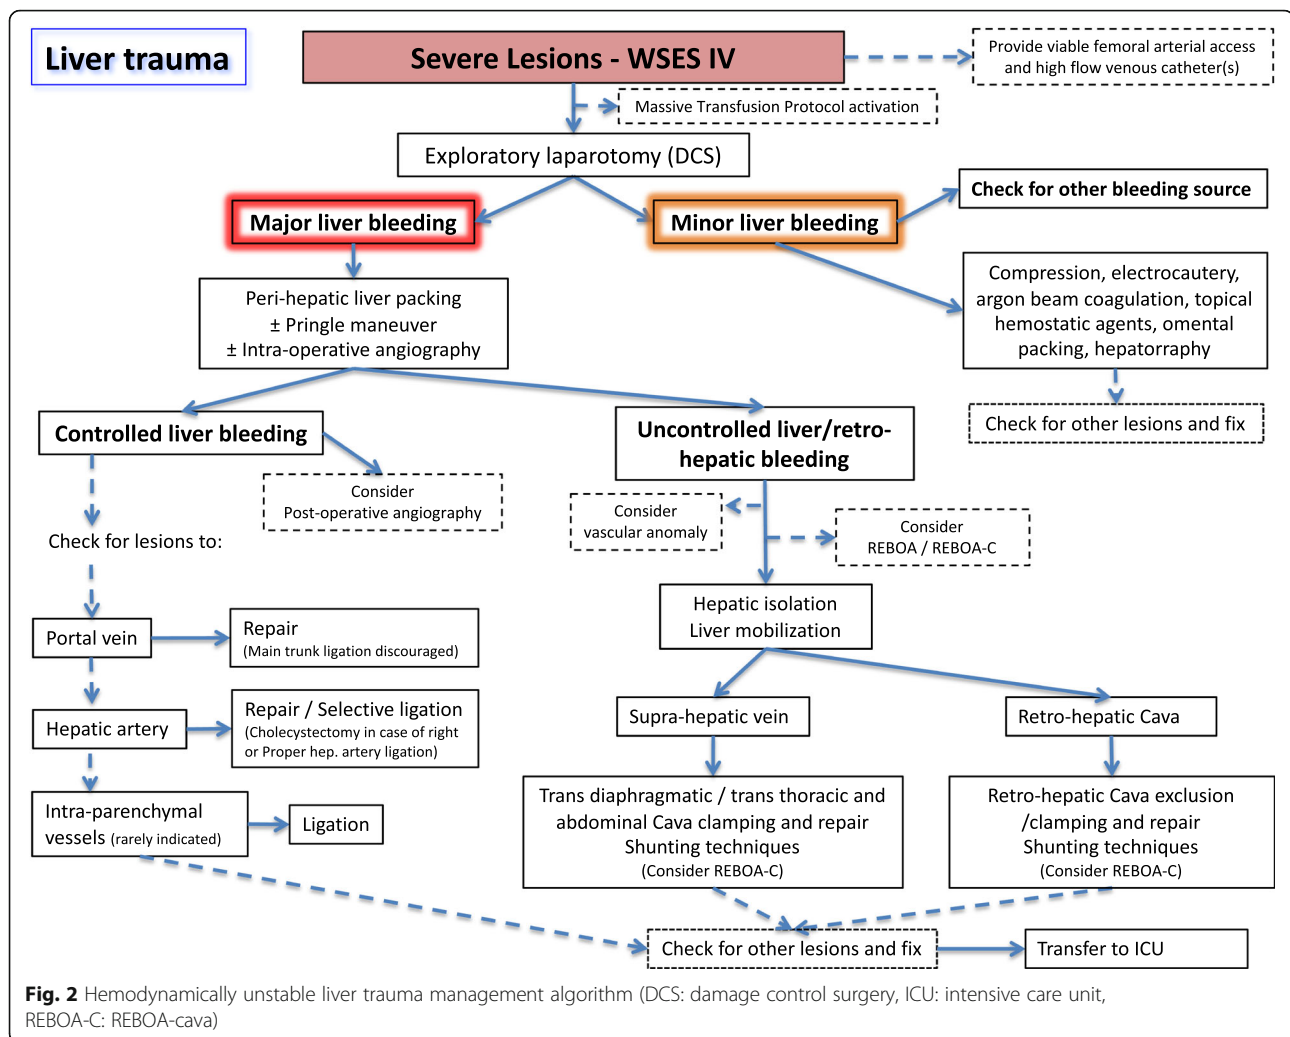 Liver trauma
Severe Lesions - WSES IV
Provide viable femoral arterial access
and high flow venous catheter(s)
Massive Transfusion Protocol activation
Exploratory laparotomy (DCS)
Major liver bleeding
Minor liver bleeding
Check for other bleeding source
Peri-hepatic liver packing
± Pringle maneuver
± Intra-operative angiography
Compression, electrocautery,
argon beam coagulation, topical
hemostatic agents, omental
packing, hepatorraphy
Check for other lesions and fix
Controlled liver bleeding
Consider
Post-operative angiography
Check for lesions to:
Portal vein
Repair
(Main trunk ligation discouraged)
Hepatic artery
Repair / Selective ligation
(Cholecystectomy in case of right
or Proper hep. artery ligation)
Intra-parenchymal
vessels (rarely indicated)
Ligation
Uncontrolled liver/retro-
hepatic bleeding
Consider
vascular anomaly
Consider
REBOA / REBOA-C
Hepatic isolation
Liver mobilization
Supra-hepatic vein
Retro-hepatic Cava
Trans diaphragmatic / trans thoracic and
abdominal Cava clamping and repair
Shunting techniques
(Consider REBOA-C)
Retro-hepatic Cava exclusion
/clamping and repair
Shunting techniques
(Consider REBOA-C)
Check for other lesions and fix
Transfer to ICU
Fig. 2 Hemodynamically unstable liver trauma management algorithm (DCS: damage control surgery, ICU: intensive care unit,
REBOA-C: REBOA-cava)